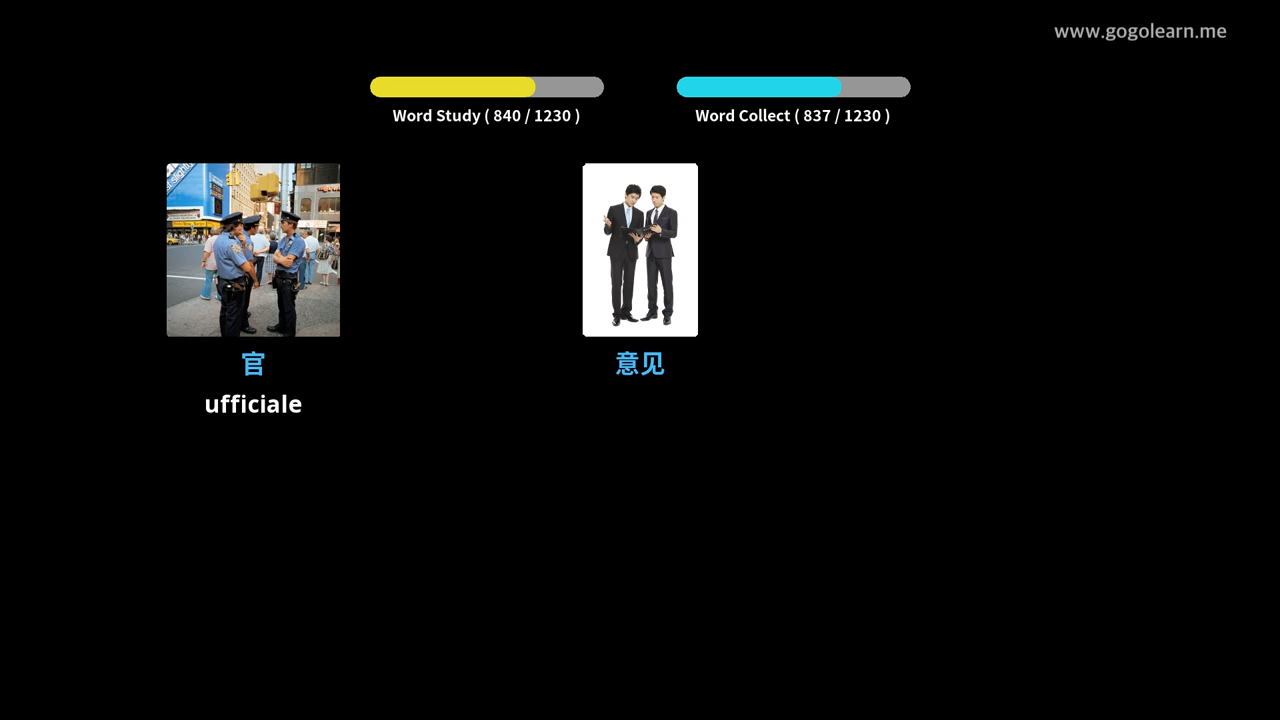 www.gogolearn.me
Word Study ( 840 / 1230 )
Word Collect ( 837 / 1230 )
官
意见
ufficiale